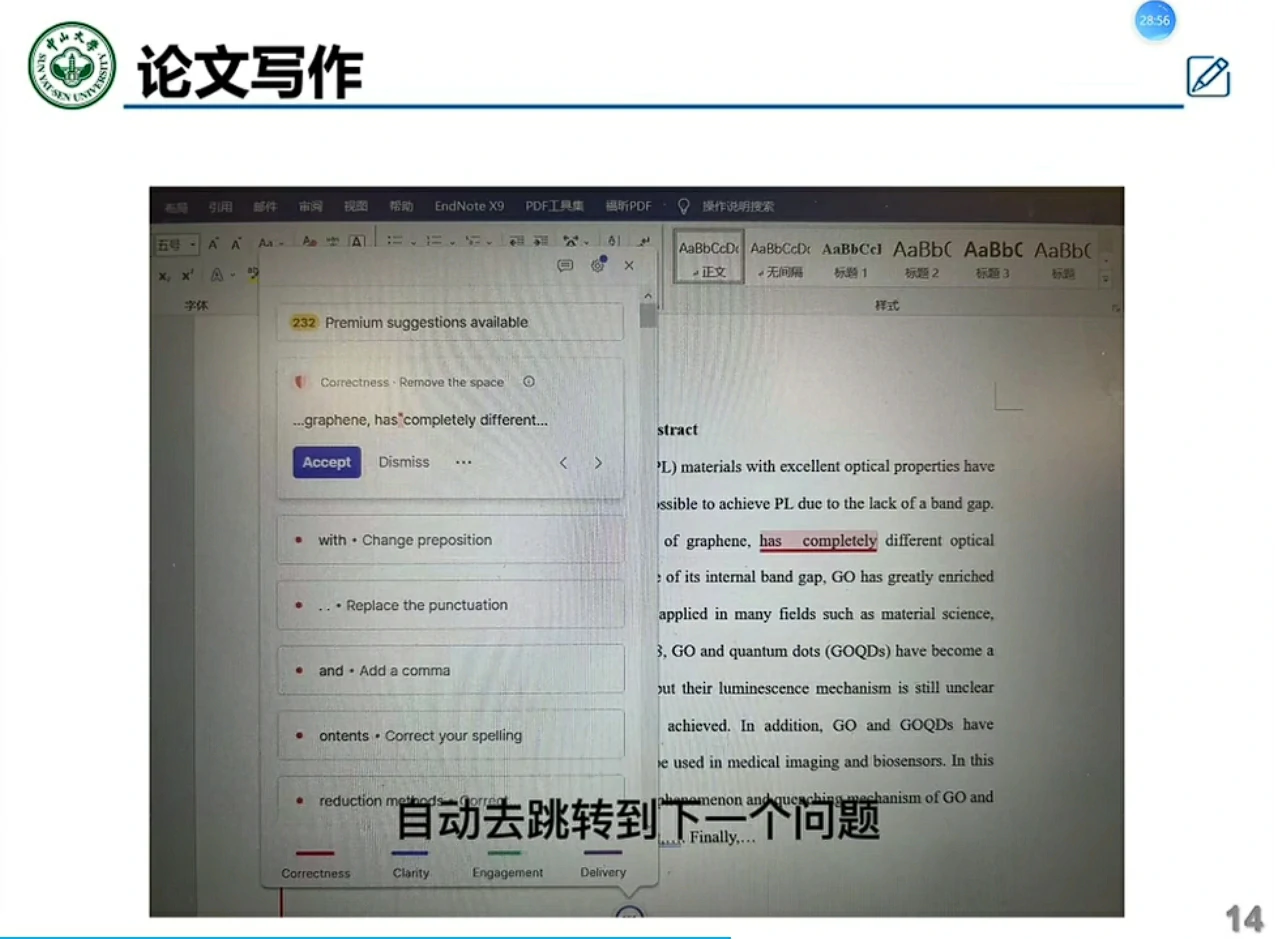 28:56
中山大学
SUN YAT-SEN UNIVERSITY
论文写作
布局 引用 邮件 审阅 视图 帮助 EndNote X9 PDF工具集 福昕PDF 操作说明搜索
五号
AaBbCcDc AaBbCcDc AaBbCcI AaBbC AaBbC AaBbC
正文 无间隔 标题 1 标题 2 标题 3 标题
字体
样式
232 Premium suggestions available
Correctness · Remove the space
...graphene, has completely different...
Accept Dismiss ...
with • Change preposition
. . • Replace the punctuation
and • Add a comma
ontents • Correct your spelling
reduction methods • Correct
Correctness Clarity Engagement Delivery
stract
PL) materials with excellent optical properties have
ossible to achieve PL due to the lack of a band gap.
of graphene, has completely different optical
e of its internal band gap, GO has greatly enriched
applied in many fields such as material science,
, GO and quantum dots (GOQDs) have become a
out their luminescence mechanism is still unclear
achieved. In addition, GO and GOQDs have
be used in medical imaging and biosensors. In this
phenomenon and quenching mechanism of GO and
Finally,…
自动去跳转到下一个问题
14